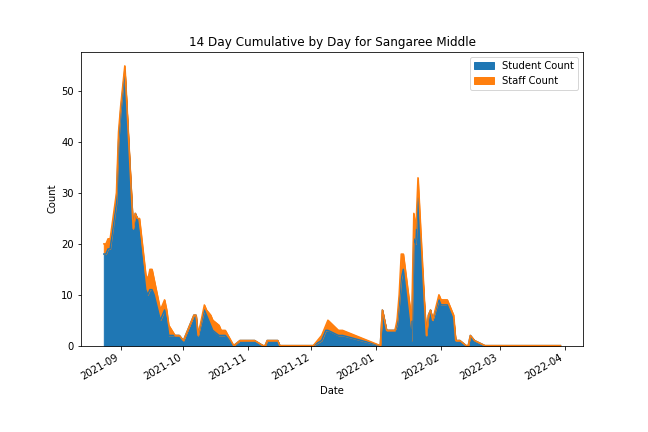 14 Day Cumulative by Day for Sangaree Middle
Student Count
Staff Count
50
40
30
20
10
0
Count
2021-09
2021-10
2021-11
2021-12
2022-01
2022-02
2022-03
2022-04
Date